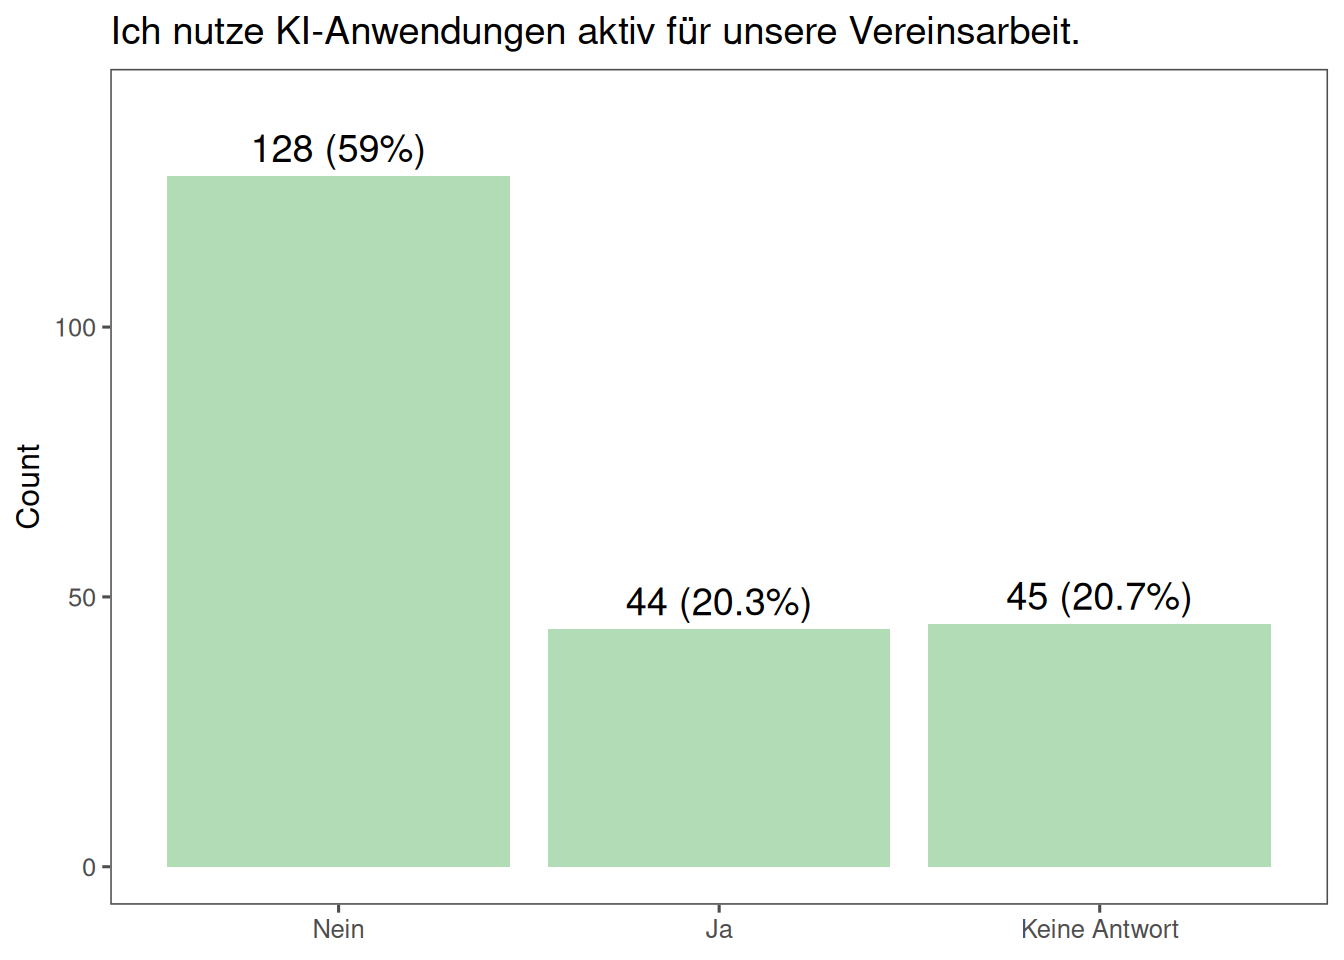 Ich nutze KI-Anwendungen aktiv für unsere Vereinsarbeit.
128 (59%)
100
Count
50
44 (20.3%)
45 (20.7%)
0
Nein
Ja
Keine Antwort